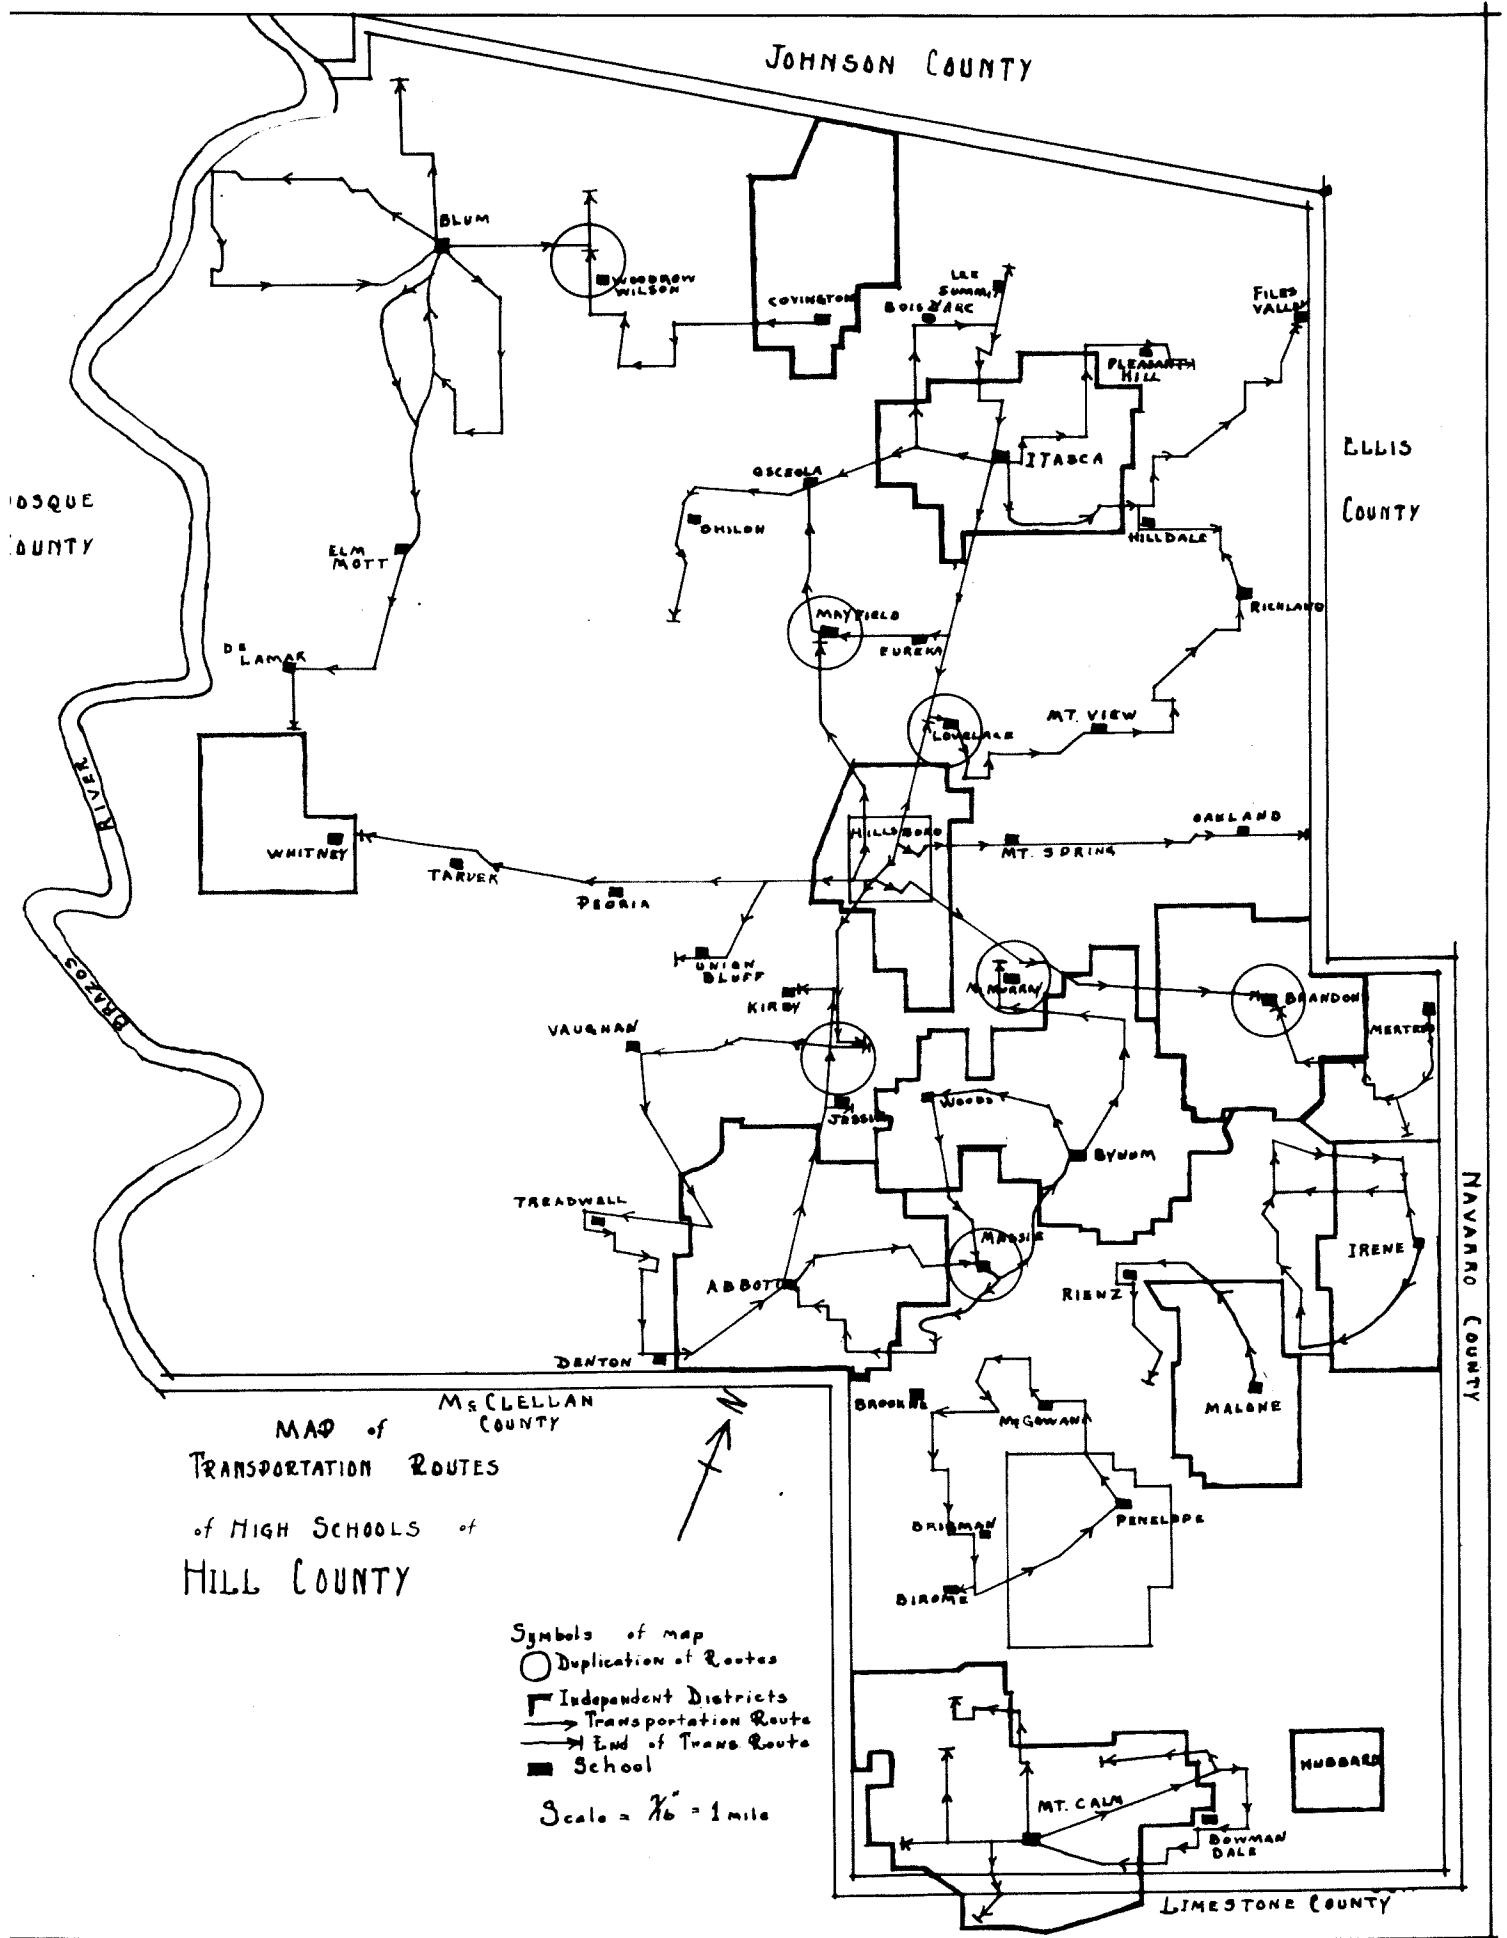 JOHNSON COUNTY
BLUM
WOODROW
WILSON
COVINGTON
LEE
SUMMIT
BOIS D'ARC
FILES
VALLEY
PLEASANT
HILL
ITASCA
ELLIS
COUNTY
OSCEOLA
SHILOH
HILLDALE
OSQUE
OUNTY
ELM
MOTT
RICHLAND
MAYFIELD
EUREKA
DE
LAMAR
MT. VIEW
LOVELACE
RIVER
BRAZOS
WHITNEY
TARVER
PEORIA
HILLSBORO
MT. SPRING
OAKLAND
UNION
BLUFF
KIRBY
McMURRAY
BRANDON
VAUGHAN
JESSIE
WOODS
BYNUM
NAVARRO COUNTY
TREADWELL
MASSIE
IRENE
ABBOTT
RIENZ
DENTON
MALONE
McCLELLAN
COUNTY
BROOKNE
McGOWAN
MAP of
TRANSPORTATION ROUTES
of HIGH SCHOOLS of
HILL COUNTY
N
PENELOPE
BRIGMAN
BIROME
Symbols of map
Duplication of Routes
Independent Districts
Transportation Route
End of Trans. Route
School
Scale = 7/16" = 1 mile
HUBBARD
MT. CALM
BOWMAN
DALE
LIMESTONE COUNTY